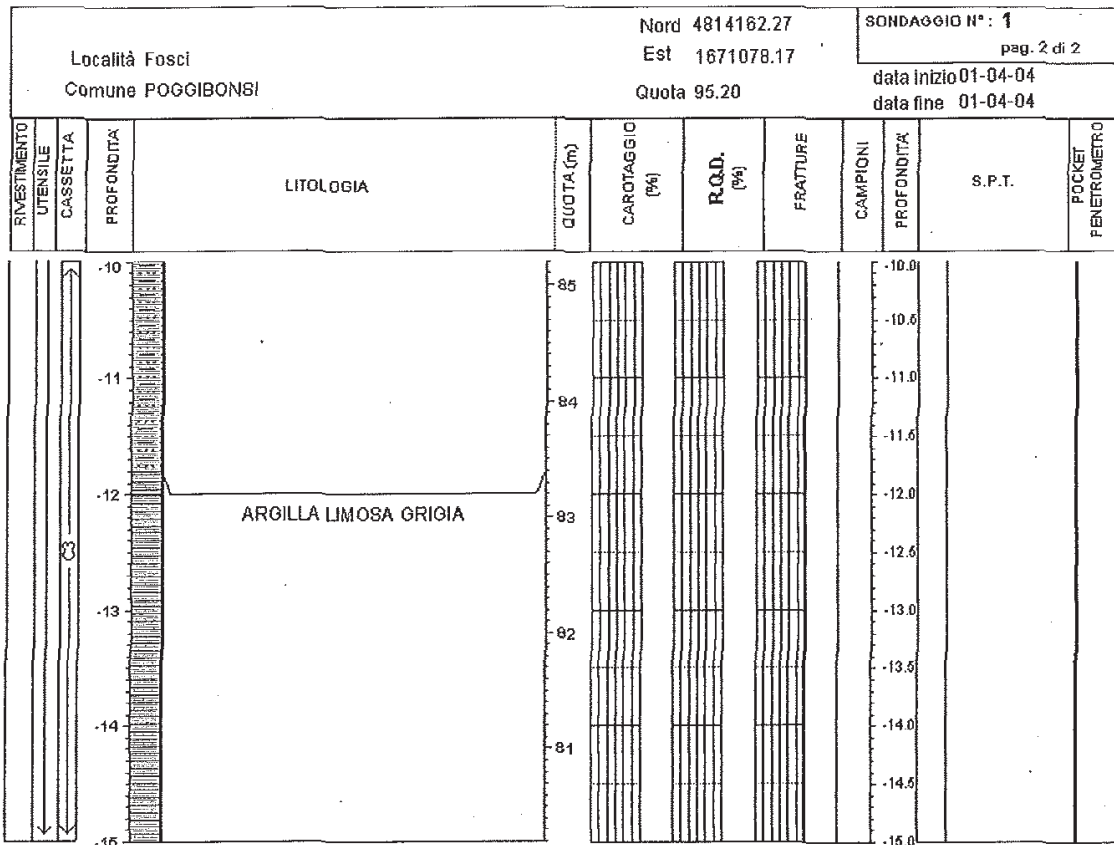 Nord 4814162.27
SONDAGGIO N° : 1
Località Fosci
Est 1671078.17
pag. 2 di 2
Comune POGGIBONSI
Quota 95.20
data inizio 01-04-04
data fine 01-04-04
RIVESTIMENTO
UTENSILE
CASSETTA
PROFONDITA'
LITOLOGIA
QUOTA (m)
CAROTAGGIO (%)
R.Q.D. (%)
FRATTURE
CAMPIONI
PROFONDITA'
S.P.T.
POCKET PENETROMETRO
-10
85
-10.0
-10.5
-11
-11.0
84
-11.5
-12
-12.0
ARGILLA LIMOSA GRIGIA
83
C3
-12.5
-13
-13.0
82
-13.5
-14
-14.0
81
-14.5
-15
-15.0